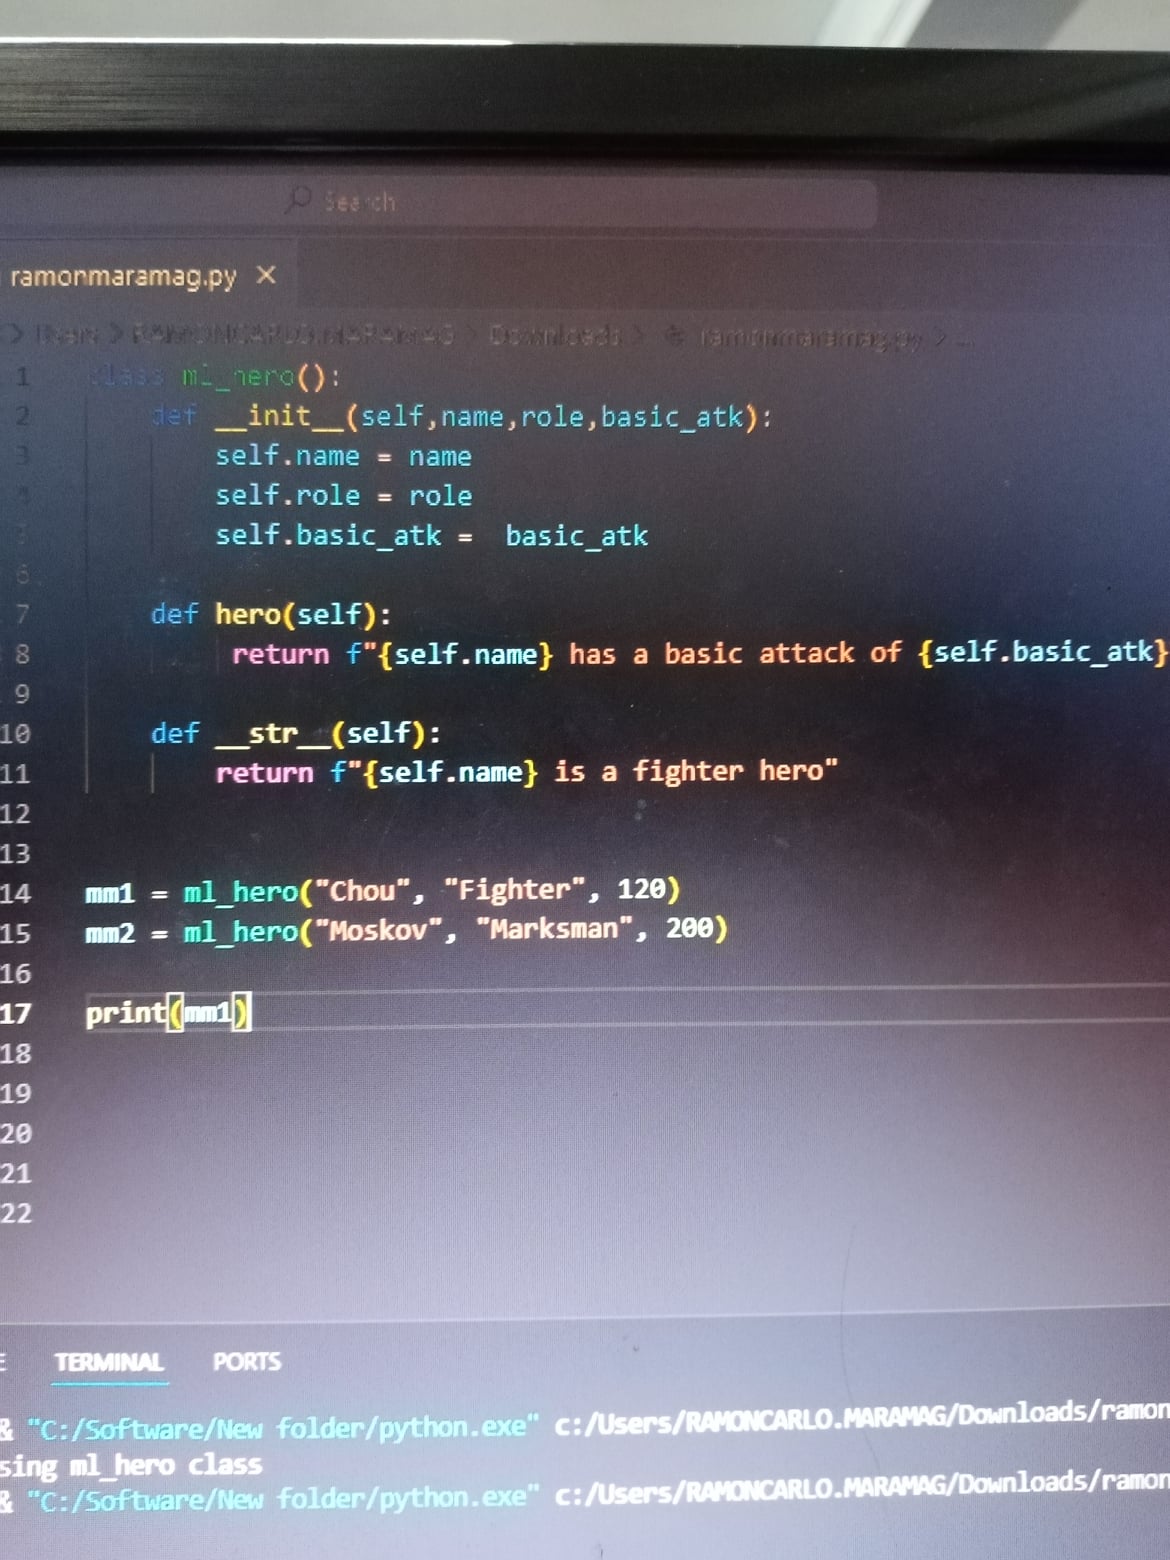 Search
ramonmaramag.py ×
> Users > RAMONCARLO.MARAMAG > Downloads > ramonmaramag.py > ...
1 class ml_hero():
2 def __init__(self,name,role,basic_atk):
3 self.name = name
4 self.role = role
5 self.basic_atk =  basic_atk
6
7 def hero(self):
8 return f"{self.name} has a basic attack of {self.basic_atk}
9
10 def __str__(self):
11 return f"{self.name} is a fighter hero"
12
13
14 mm1 = ml_hero("Chou", "Fighter", 120)
15 mm2 = ml_hero("Moskov", "Marksman", 200)
16
17 print(mm1)
18
19
20
21
22
E TERMINAL PORTS
& "C:/Software/New folder/python.exe" c:/Users/RAMONCARLO.MARAMAG/Downloads/ramon
sing ml_hero class
& "C:/Software/New folder/python.exe" c:/Users/RAMONCARLO.MARAMAG/Downloads/ramon